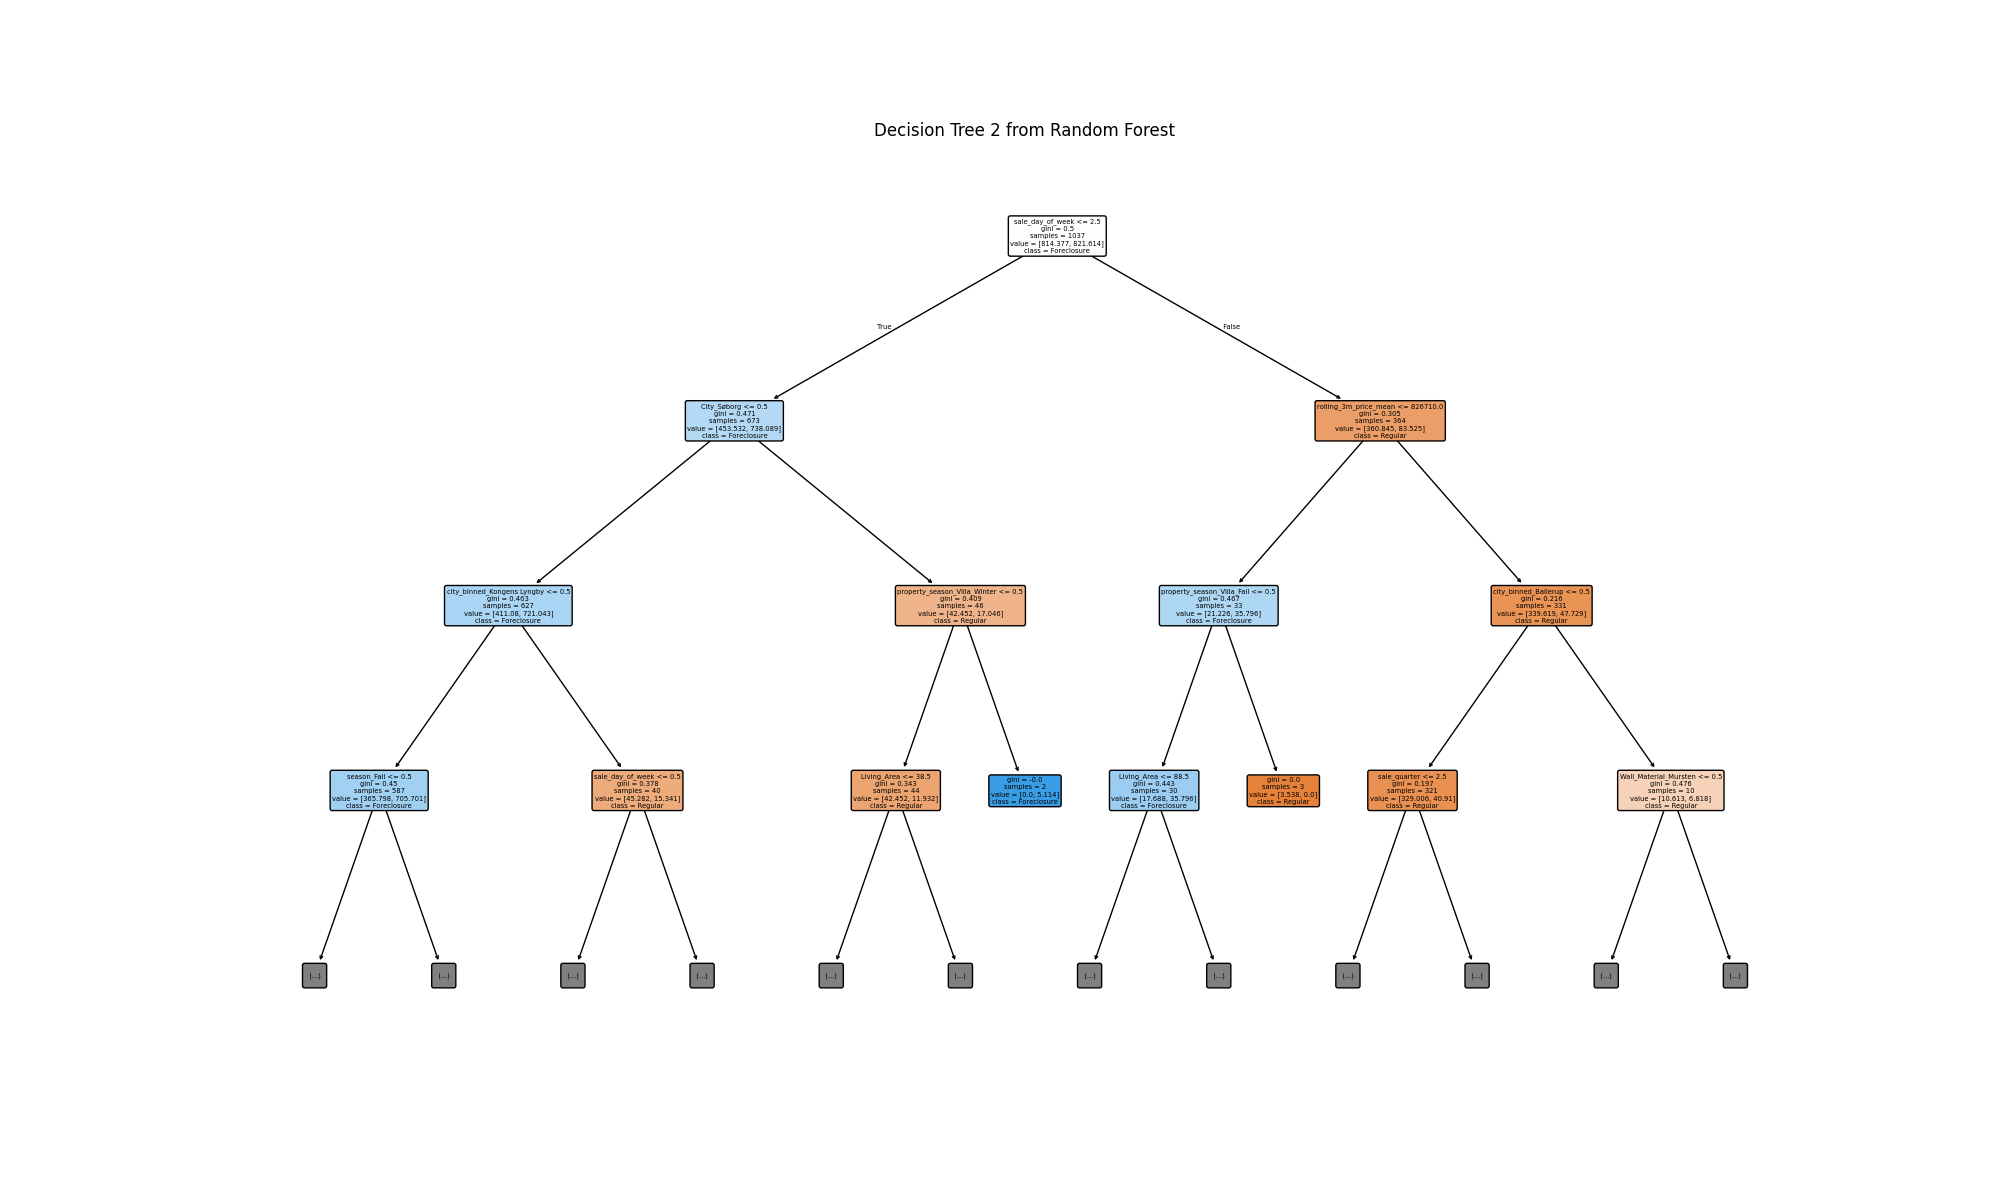 Decision Tree 2 from Random Forest
sale_day_of_week <= 2.5
gini = 0.5
samples = 1037
value = [814.377, 821.614]
class = Foreclosure
True
False
City_Søborg <= 0.5
gini = 0.471
samples = 673
value = [453.532, 738.089]
class = Foreclosure
rolling_3m_price_mean <= 826710.0
gini = 0.305
samples = 364
value = [360.845, 83.525]
class = Regular
city_binned_Kongens Lyngby <= 0.5
gini = 0.463
samples = 627
value = [411.08, 721.043]
class = Foreclosure
property_season_Villa_Winter <= 0.5
gini = 0.409
samples = 46
value = [42.452, 17.046]
class = Regular
property_season_Villa_Fall <= 0.5
gini = 0.467
samples = 33
value = [21.226, 35.796]
class = Foreclosure
city_binned_Ballerup <= 0.5
gini = 0.216
samples = 331
value = [339.619, 47.729]
class = Regular
season_Fall <= 0.5
gini = 0.45
samples = 587
value = [365.798, 705.701]
class = Foreclosure
sale_day_of_week <= 0.5
gini = 0.378
samples = 40
value = [45.282, 15.341]
class = Regular
Living_Area <= 38.5
gini = 0.343
samples = 44
value = [42.452, 11.932]
class = Regular
gini = -0.0
samples = 2
value = [0.0, 5.114]
class = Foreclosure
Living_Area <= 88.5
gini = 0.443
samples = 30
value = [17.688, 35.796]
class = Foreclosure
gini = 0.0
samples = 3
value = [3.538, 0.0]
class = Regular
sale_quarter <= 2.5
gini = 0.197
samples = 321
value = [329.006, 40.91]
class = Regular
Wall_Material_Mursten <= 0.5
gini = 0.476
samples = 10
value = [10.613, 6.818]
class = Regular
(...)
(...)
(...)
(...)
(...)
(...)
(...)
(...)
(...)
(...)
(...)
(...)